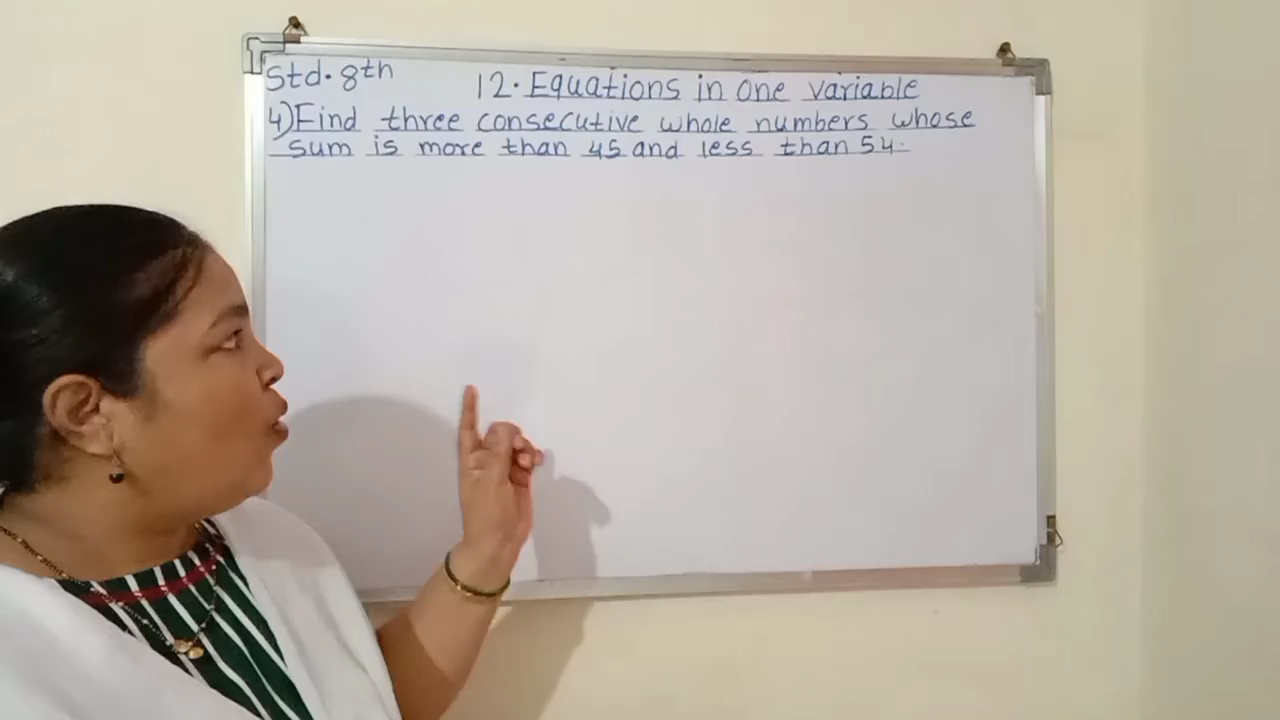 Std. 8th
12. Equations in one variable
4) Find three consecutive whole numbers whose
sum is more than 45 and less than 54.